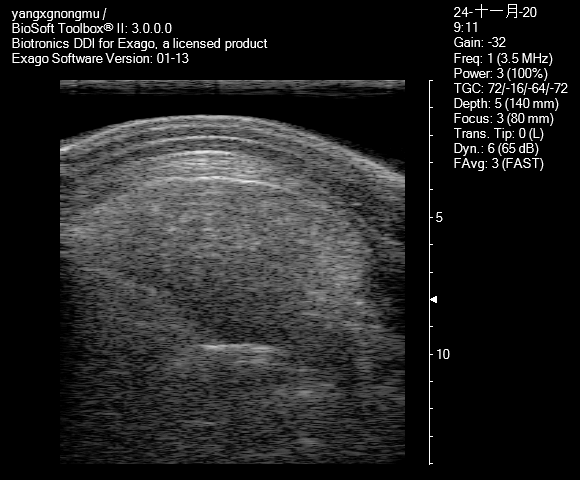 yangxgnongmu /
BioSoft Toolbox® II: 3.0.0.0
Biotronics DDI for Exago, a licensed product
Exago Software Version: 01-13
24-十一月-20
9:11
Gain: -32
Freq: 1 (3.5 MHz)
Power: 3 (100%)
TGC: 72/-16/-64/-72
Depth: 5 (140 mm)
Focus: 3 (80 mm)
Trans. Tip: 0 (L)
Dyn.: 6 (65 dB)
FAvg: 3 (FAST)
5
10